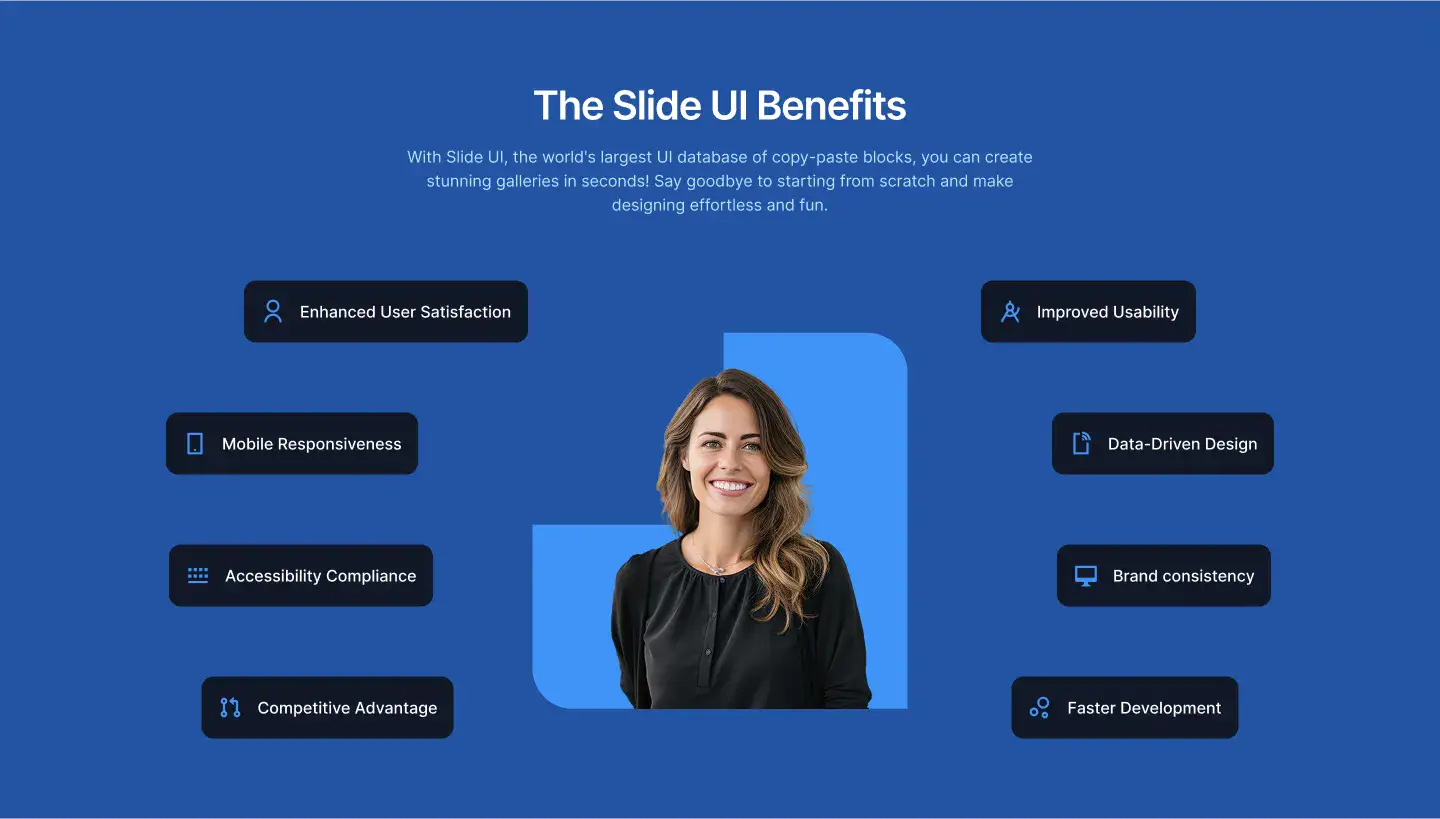 The Slide UI Benefits
With Slide UI, the world's largest UI database of copy-paste blocks, you can create
stunning galleries in seconds! Say goodbye to starting from scratch and make
designing effortless and fun.
Enhanced User Satisfaction
Mobile Responsiveness
Accessibility Compliance
Competitive Advantage
Improved Usability
Data-Driven Design
Brand consistency
Faster Development